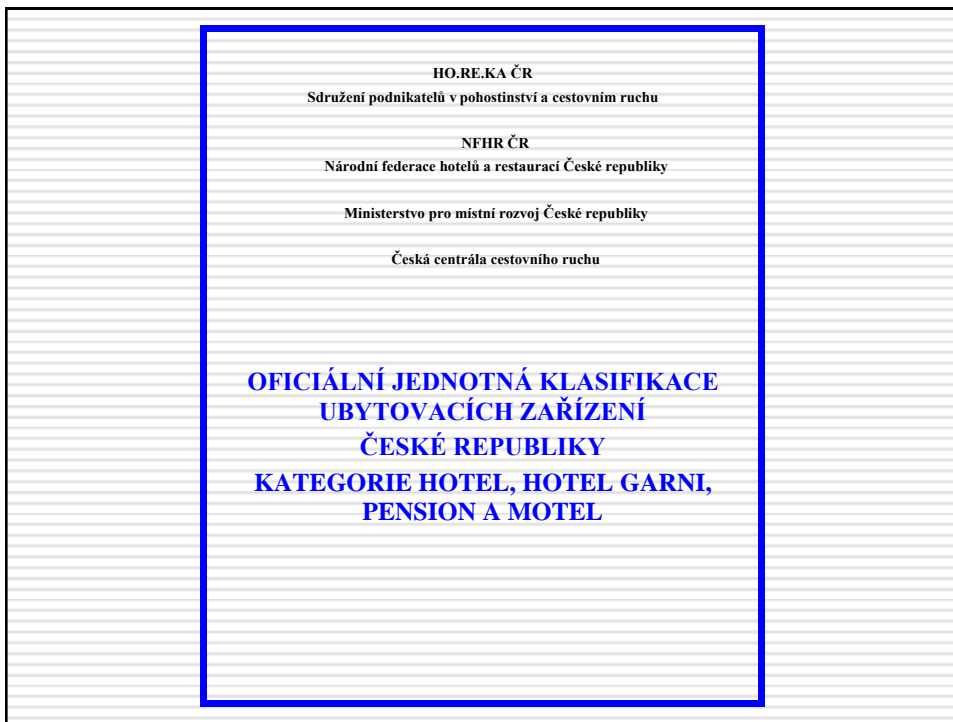 HO.RE.KA ČR
Sdružení podnikatelů v pohostinství a cestovním ruchu
NFHR ČR
Národní federace hotelů a restaurací České republiky
Ministerstvo pro místní rozvoj České republiky
Česká centrála cestovního ruchu
OFICIÁLNÍ JEDNOTNÁ KLASIFIKACE
UBYTOVACÍCH ZAŘÍZENÍ
ČESKÉ REPUBLIKY
KATEGORIE HOTEL, HOTEL GARNI,
PENSION A MOTEL